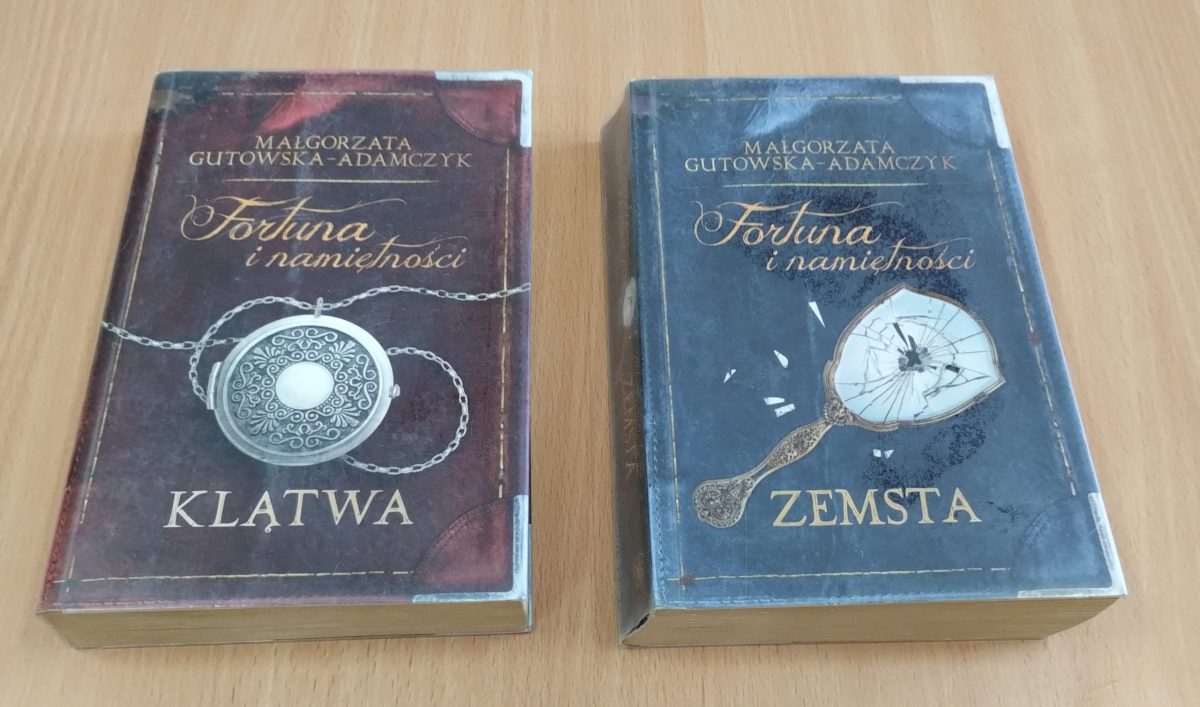 MAŁGORZATA
GUTOWSKA-ADAMCZYK
Fortuna
i namiętności
KLĄTWA
MAŁGORZATA
GUTOWSKA-ADAMCZYK
Fortuna
i namiętności
ZEMSTA